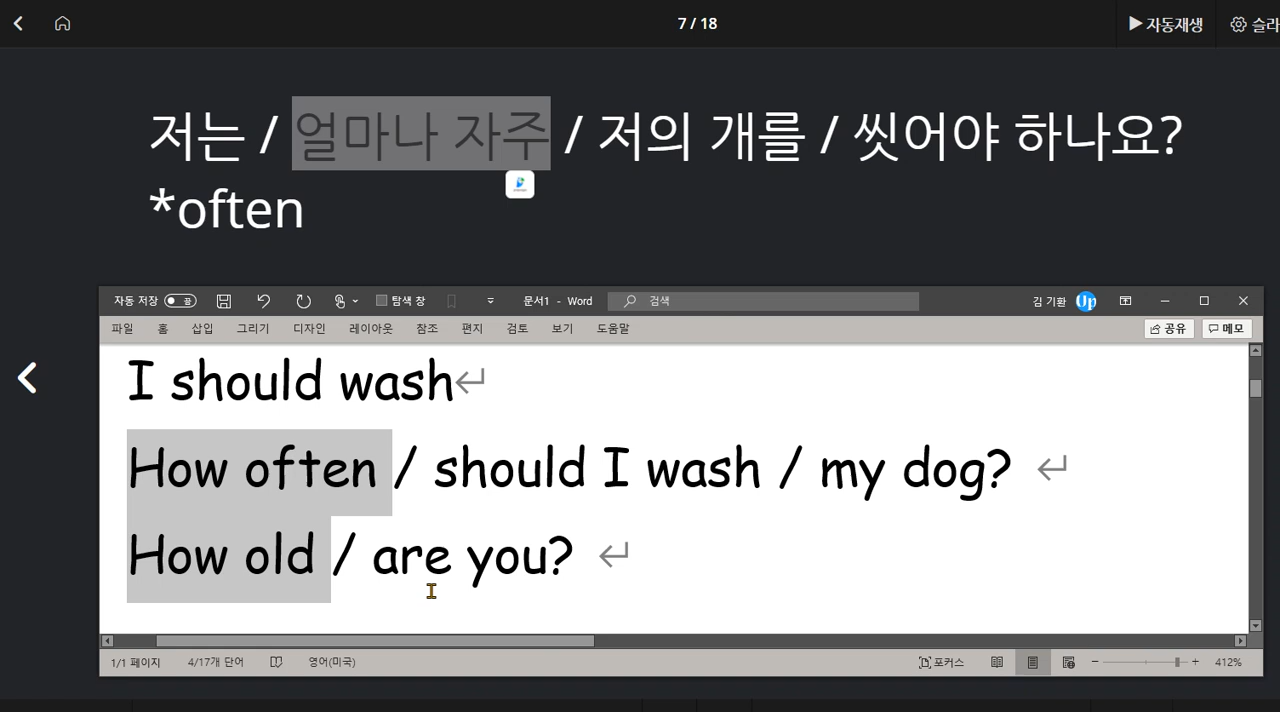 7 / 18
자동재생
슬라
저는 / 얼마나 자주 / 저의 개를 / 씻어야 하나요?
*often
자동 저장 끔 탐색 창 문서1 - Word 검색 김 기환 Up
파일 홈 삽입 그리기 디자인 레이아웃 참조 편지 검토 보기 도움말 공유 메모
I should wash
How often / should I wash / my dog?
How old / are you?
1/1 페이지 4/17개 단어 영어(미국) 포커스 412%